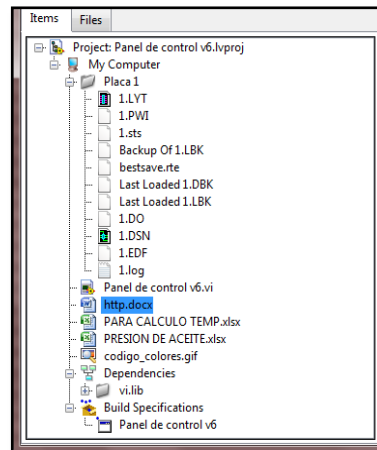 Items Files
Project: Panel de control v6.lvproj
My Computer
Placa 1
1.LYT
1.PWI
1.sts
Backup Of 1.LBK
bestsave.rte
Last Loaded 1.DBK
Last Loaded 1.LBK
1.DO
1.DSN
1.EDF
1.log
Panel de control v6.vi
http.docx
PARA CALCULO TEMP.xlsx
PRESION DE ACEITE.xlsx
codigo_colores.gif
Dependencies
vi.lib
Build Specifications
Panel de control v6